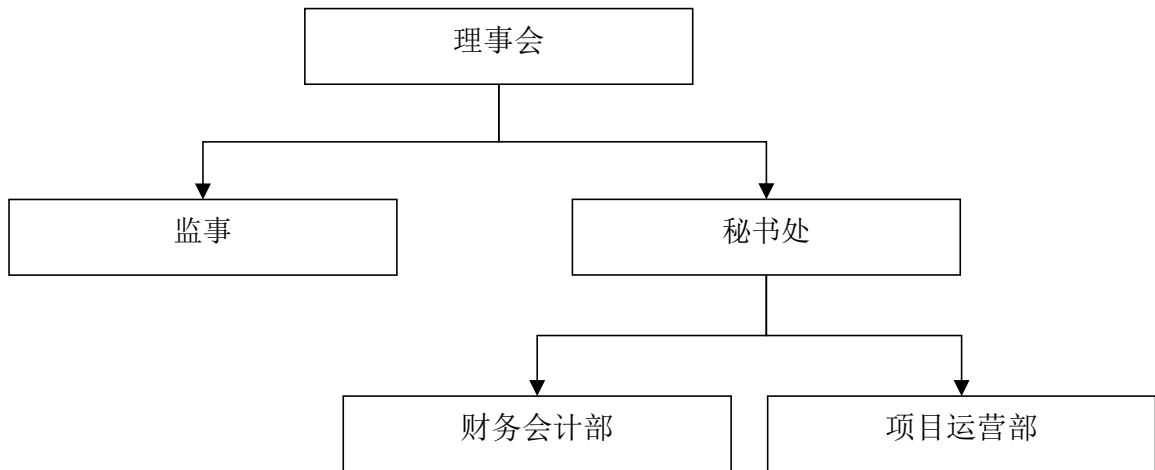 理事会
监事
秘书处
财务会计部
项目运营部